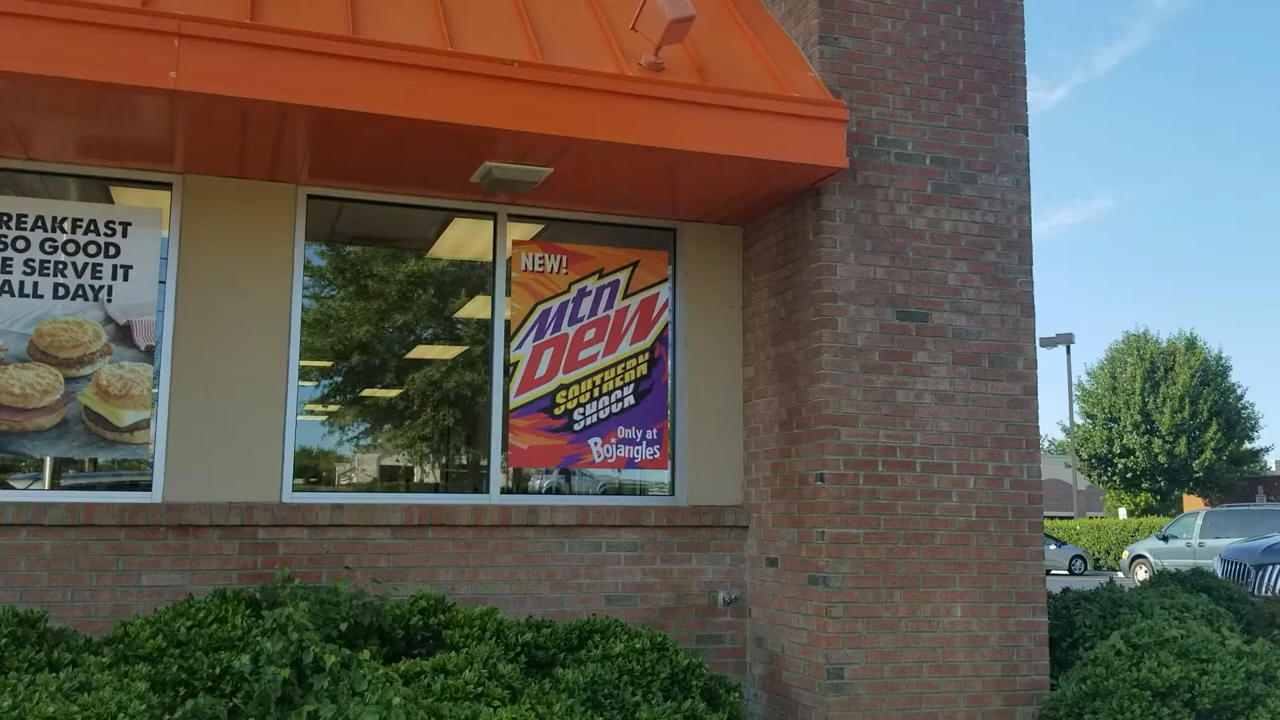 REAKFAST
SO GOOD
E SERVE IT
ALL DAY!
NEW!
Mtn
DEW
SOUTHERN
SHOCK
Only at
Bojangles